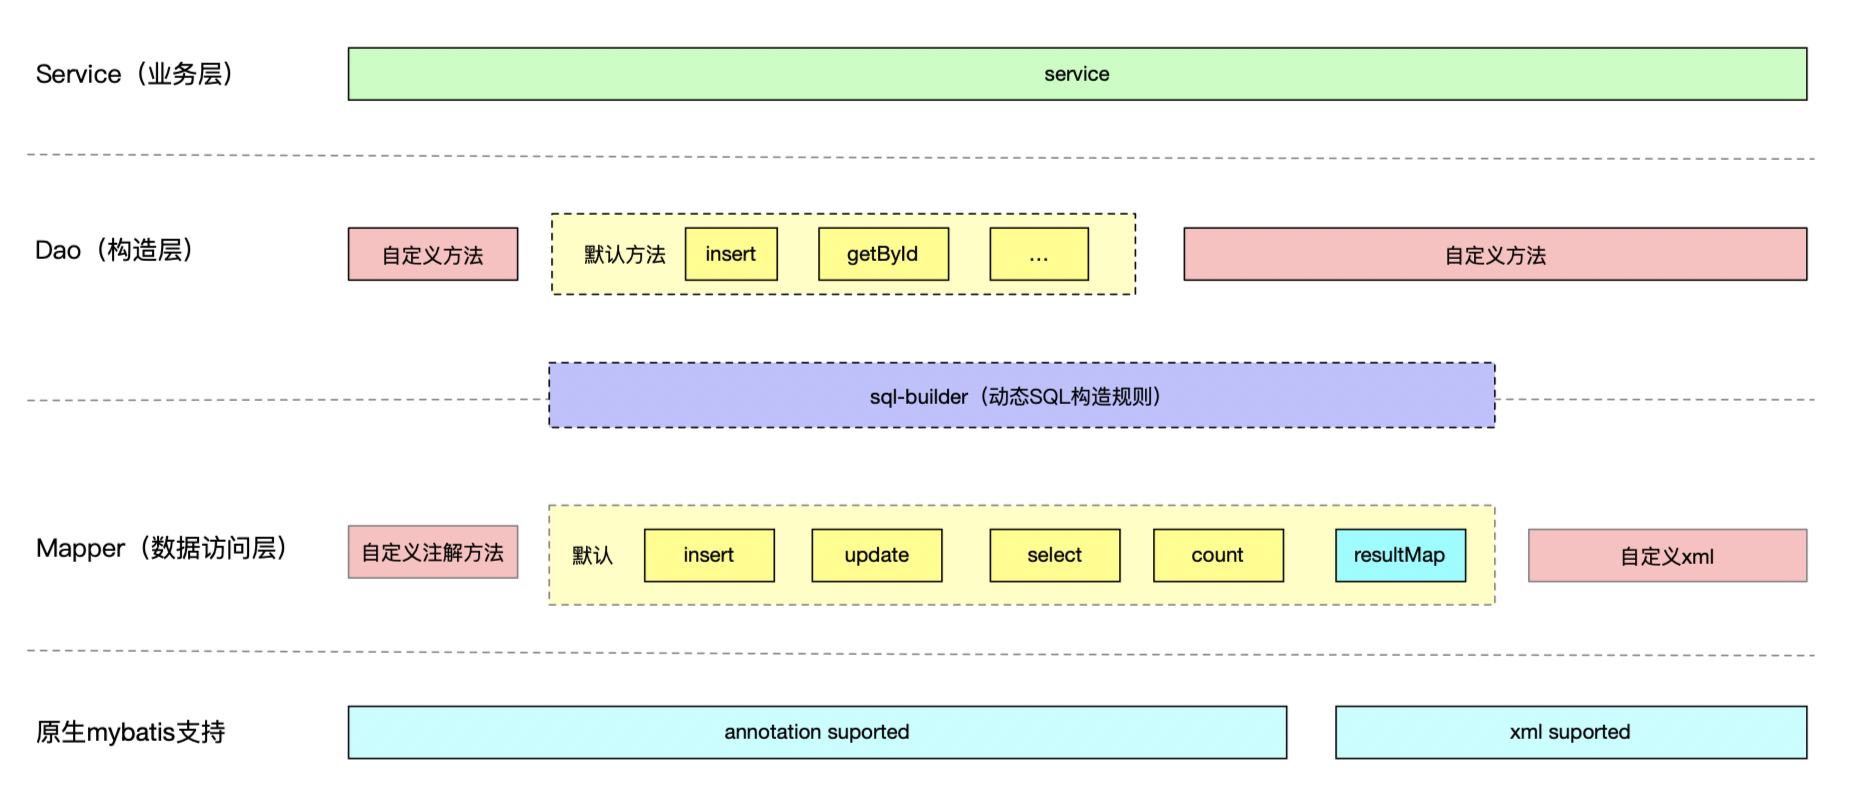 Service（业务层）
service
Dao（构造层）
自定义方法
默认方法
insert
getById
...
自定义方法
sql-builder（动态SQL构造规则）
Mapper（数据访问层）
自定义注解方法
默认
insert
update
select
count
resultMap
自定义xml
原生mybatis支持
annotation suported
xml suported